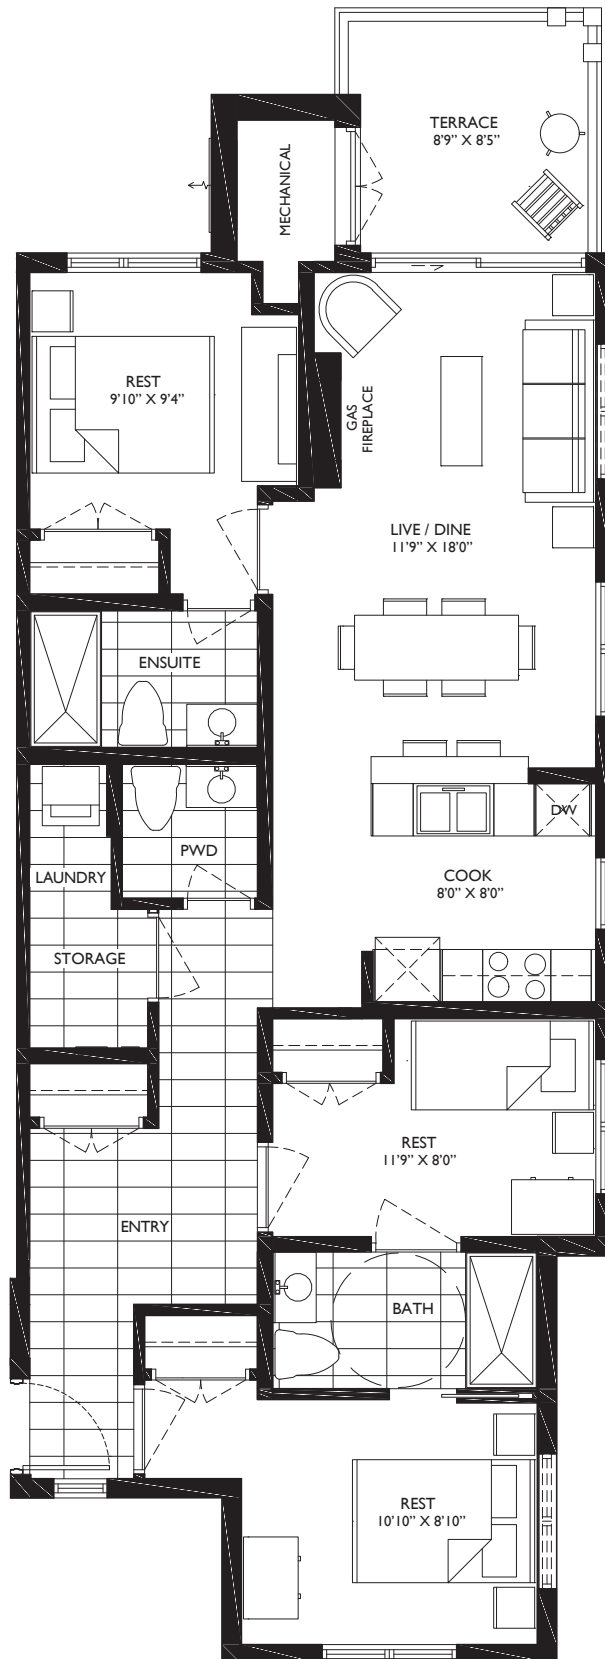 TERRACE
8'9" X 8'5"
MECHANICAL
REST
9'10" X 9'4"
GAS
FIREPLACE
LIVE / DINE
11'9" X 18'0"
ENSUITE
DW
PWD
LAUNDRY
COOK
8'0" X 8'0"
STORAGE
REST
11'9" X 8'0"
ENTRY
BATH
REST
10'10" X 8'10"